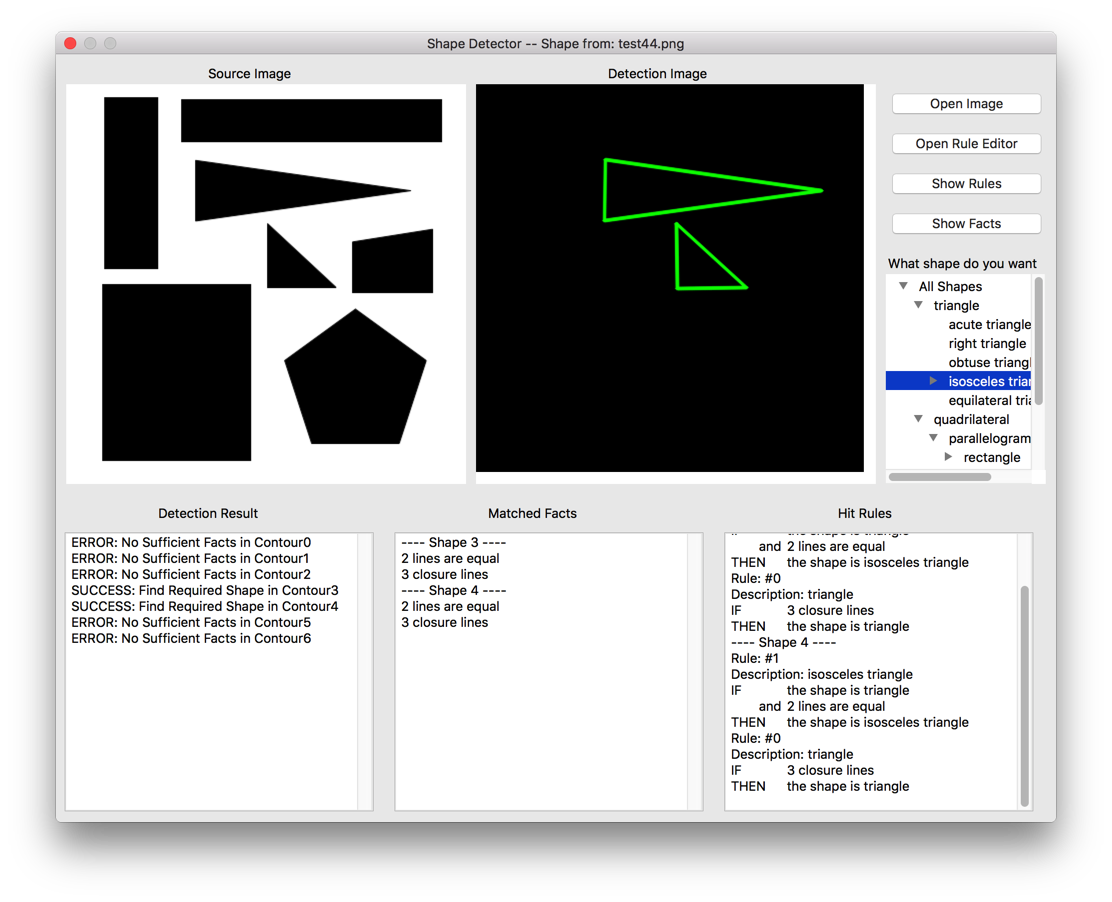 Shape Detector -- Shape from: test44.png
Source Image
Detection Image
Open Image
Open Rule Editor
Show Rules
Show Facts
What shape do you want
All Shapes
triangle
acute triangle
right triangle
obtuse triangl
isosceles trian
equilateral tria
quadrilateral
parallelogram
rectangle
Detection Result
ERROR: No Sufficient Facts in Contour0
ERROR: No Sufficient Facts in Contour1
ERROR: No Sufficient Facts in Contour2
SUCCESS: Find Required Shape in Contour3
SUCCESS: Find Required Shape in Contour4
ERROR: No Sufficient Facts in Contour5
ERROR: No Sufficient Facts in Contour6
Matched Facts
---- Shape 3 ----
2 lines are equal
3 closure lines
---- Shape 4 ----
2 lines are equal
3 closure lines
Hit Rules
IF the shape is triangle
and 2 lines are equal
THEN the shape is isosceles triangle
Rule: #0
Description: triangle
IF 3 closure lines
THEN the shape is triangle
---- Shape 4 ----
Rule: #1
Description: isosceles triangle
IF the shape is triangle
and 2 lines are equal
THEN the shape is isosceles triangle
Rule: #0
Description: triangle
IF 3 closure lines
THEN the shape is triangle